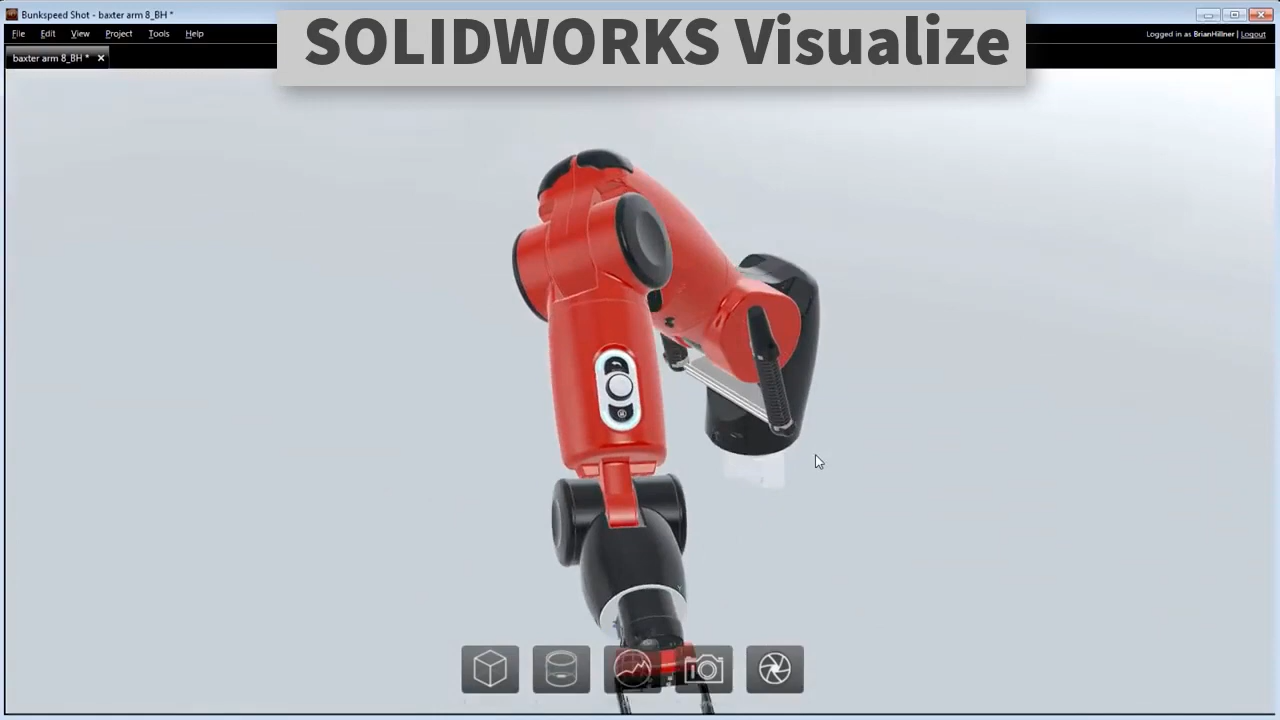 Bunkspeed Shot - baxter arm 8_BH *
SOLIDWORKS Visualize
File Edit View Project Tools Help
Logged in as BrianHillner | Logout
baxter arm 8_BH *